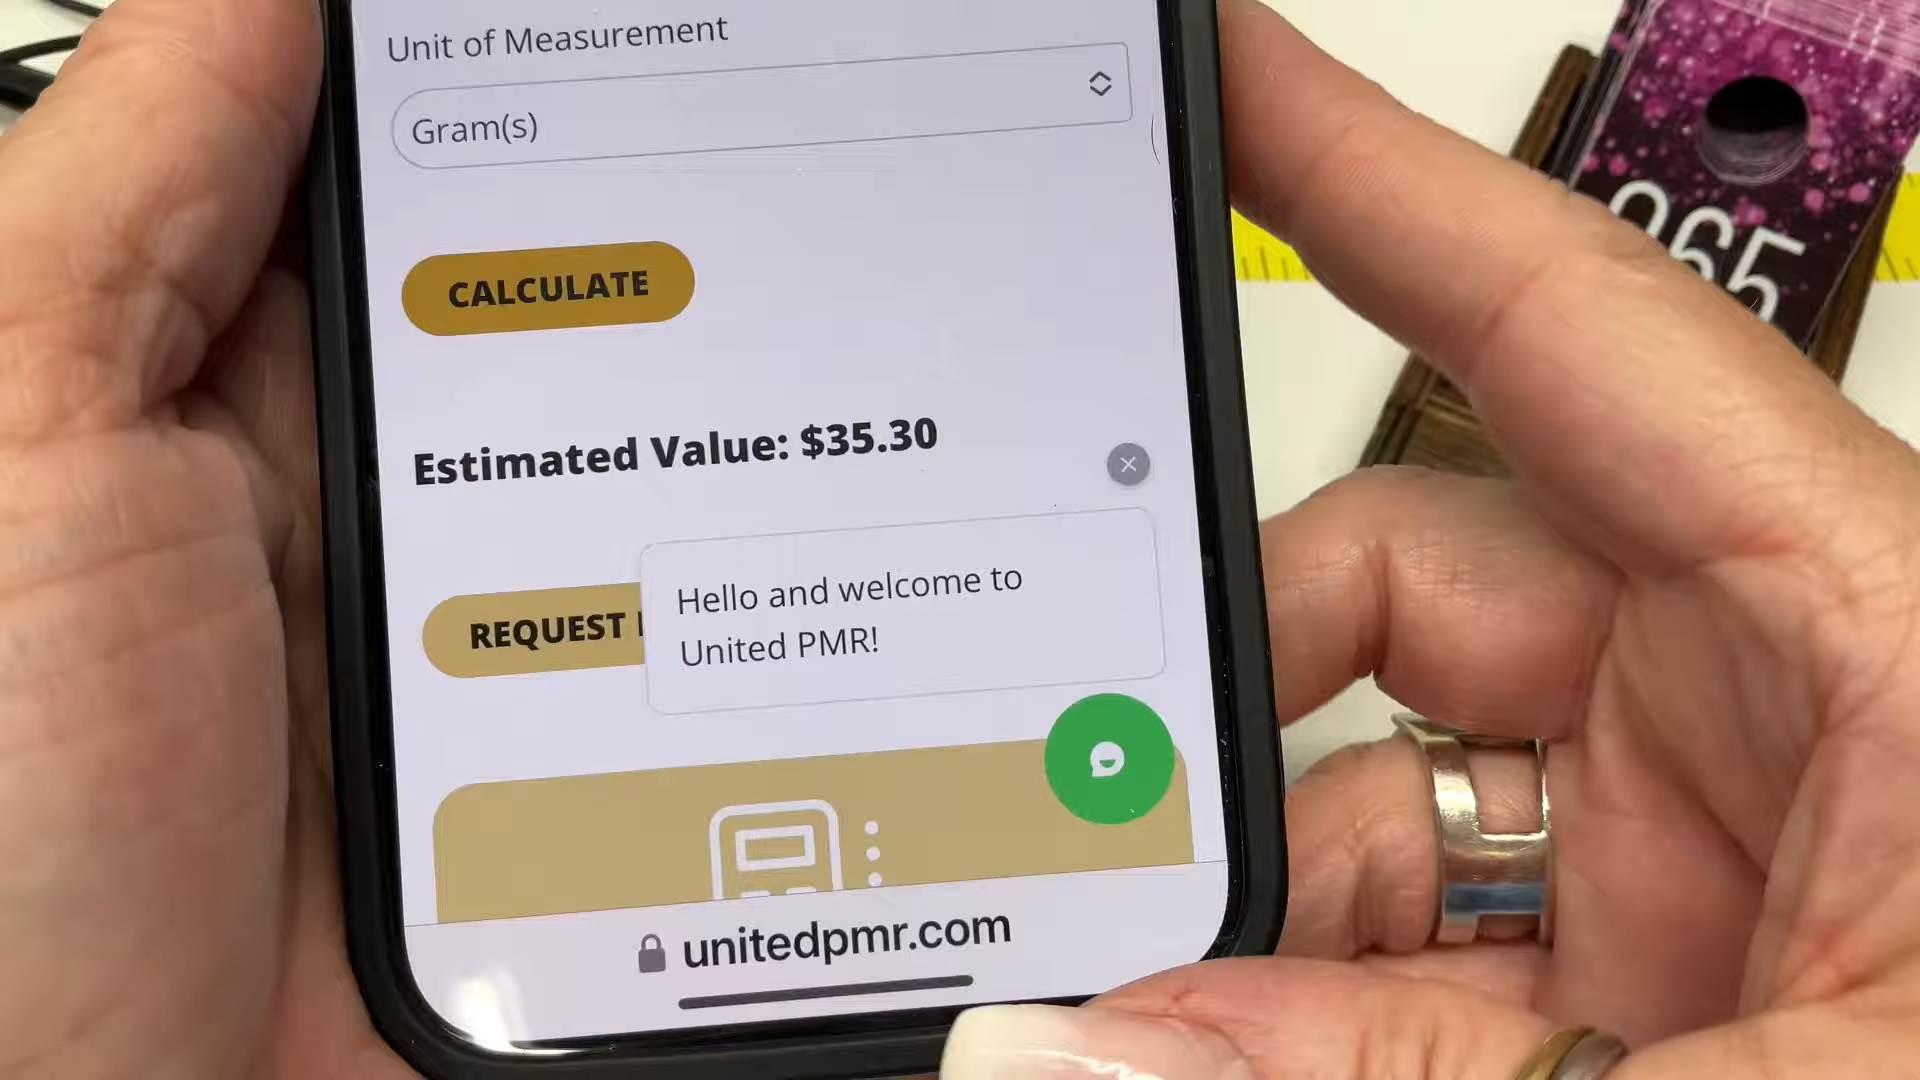 Unit of Measurement
Gram(s)
CALCULATE
Estimated Value: $35.30
REQUEST
Hello and welcome to
United PMR!
unitedpmr.com
965